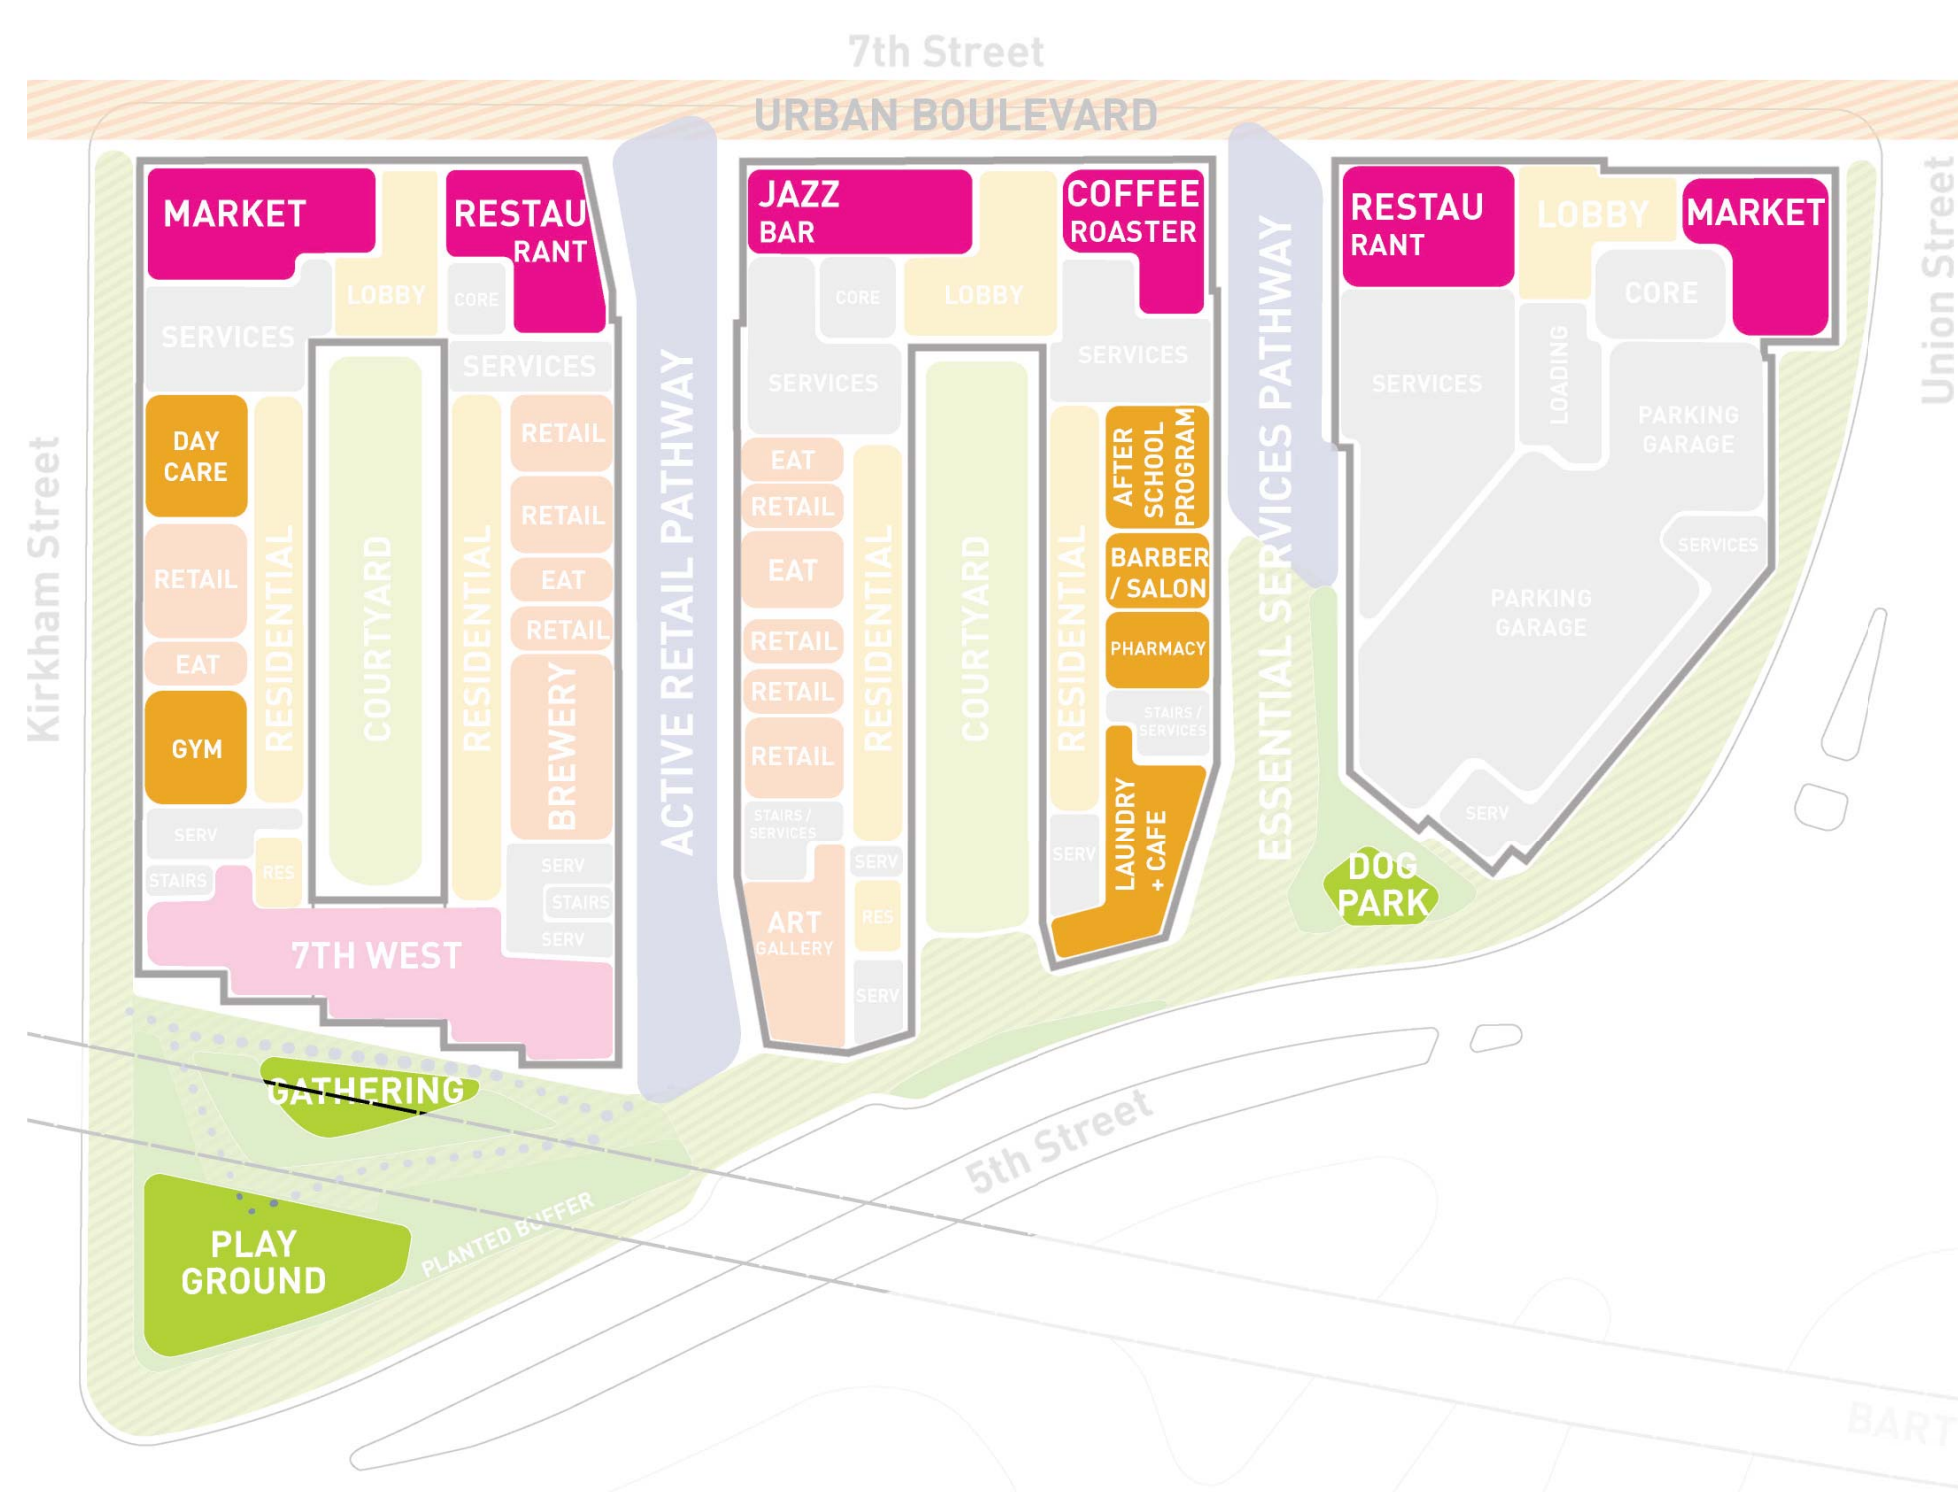 7th Street
URBAN BOULEVARD
Kirkham Street
MARKET
LOBBY
RESTAU
RANT
CORE
SERVICES
SERVICES
DAY
CARE
RETAIL
EAT
GYM
SERV
STAIRS
RES
RESIDENTIAL
COURTYARD
RESIDENTIAL
RETAIL
RETAIL
EAT
RETAIL
BREWERY
SERV
STAIRS
SERV
7TH WEST
ACTIVE RETAIL PATHWAY
JAZZ
BAR
COFFEE
ROASTER
CORE
LOBBY
SERVICES
SERVICES
EAT
RETAIL
EAT
RETAIL
RETAIL
RETAIL
STAIRS /
SERVICES
ART
GALLERY
RESIDENTIAL
SERV
RES
SERV
COURTYARD
RESIDENTIAL
SERV
AFTER
SCHOOL
PROGRAM
BARBER
/ SALON
PHARMACY
STAIRS /
SERVICES
LAUNDRY
+ CAFE
ESSENTIAL SERVICES PATHWAY
RESTAU
RANT
LOBBY
MARKET
CORE
SERVICES
LOADING
PARKING
GARAGE
SERVICES
PARKING
GARAGE
SERV
Union Street
DOG
PARK
GATHERING
PLAY
GROUND
PLANTED BUFFER
5th Street
BART